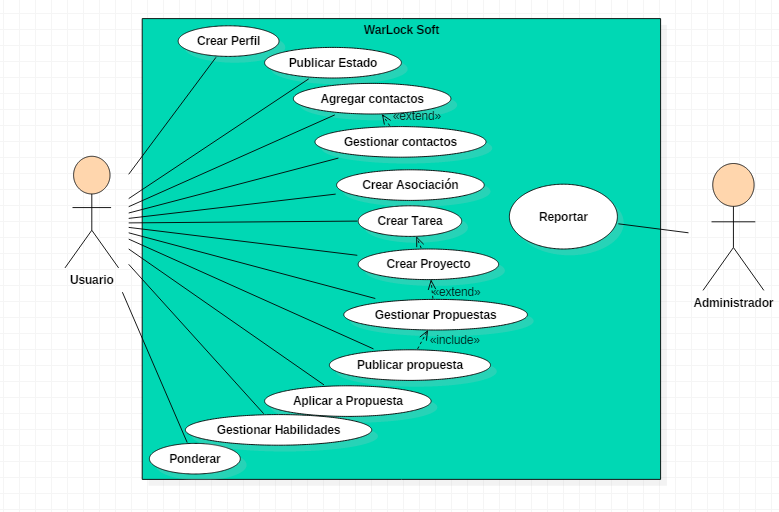 WarLock Soft
Crear Perfil
Publicar Estado
Agregar contactos
«extend»
Gestionar contactos
Crear Asociación
Crear Tarea
Reportar
Crear Proyecto
Usuario
«extend»
Administrador
Gestionar Propuestas
«include»
Publicar propuesta
Aplicar a Propuesta
Gestionar Habilidades
Ponderar